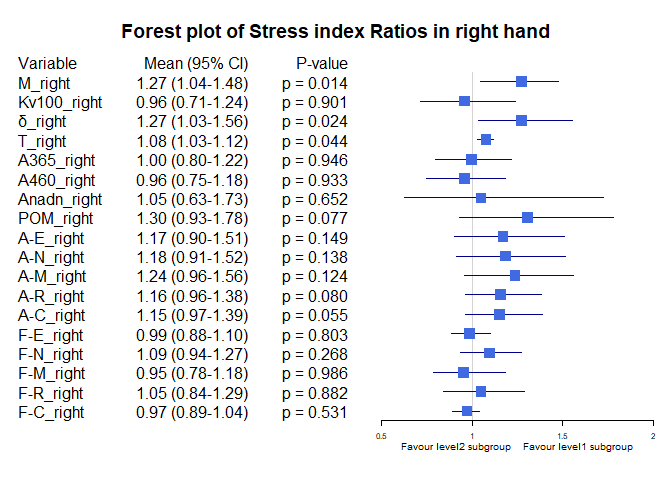 Forest plot of Stress index Ratios in right hand
Variable Mean (95% CI) P-value
M_right 1.27 (1.04-1.48) p = 0.014
Kv100_right 0.96 (0.71-1.24) p = 0.901
δ_right 1.27 (1.03-1.56) p = 0.024
T_right 1.08 (1.03-1.12) p = 0.044
A365_right 1.00 (0.80-1.22) p = 0.946
A460_right 0.96 (0.75-1.18) p = 0.933
Anadn_right 1.05 (0.63-1.73) p = 0.652
POM_right 1.30 (0.93-1.78) p = 0.077
A-E_right 1.17 (0.90-1.51) p = 0.149
A-N_right 1.18 (0.91-1.52) p = 0.138
A-M_right 1.24 (0.96-1.56) p = 0.124
A-R_right 1.16 (0.96-1.38) p = 0.080
A-C_right 1.15 (0.97-1.39) p = 0.055
F-E_right 0.99 (0.88-1.10) p = 0.803
F-N_right 1.09 (0.94-1.27) p = 0.268
F-M_right 0.95 (0.78-1.18) p = 0.986
F-R_right 1.05 (0.84-1.29) p = 0.882
F-C_right 0.97 (0.89-1.04) p = 0.531
0.5 1 1.5 2
Favour level2 subgroup Favour level1 subgroup